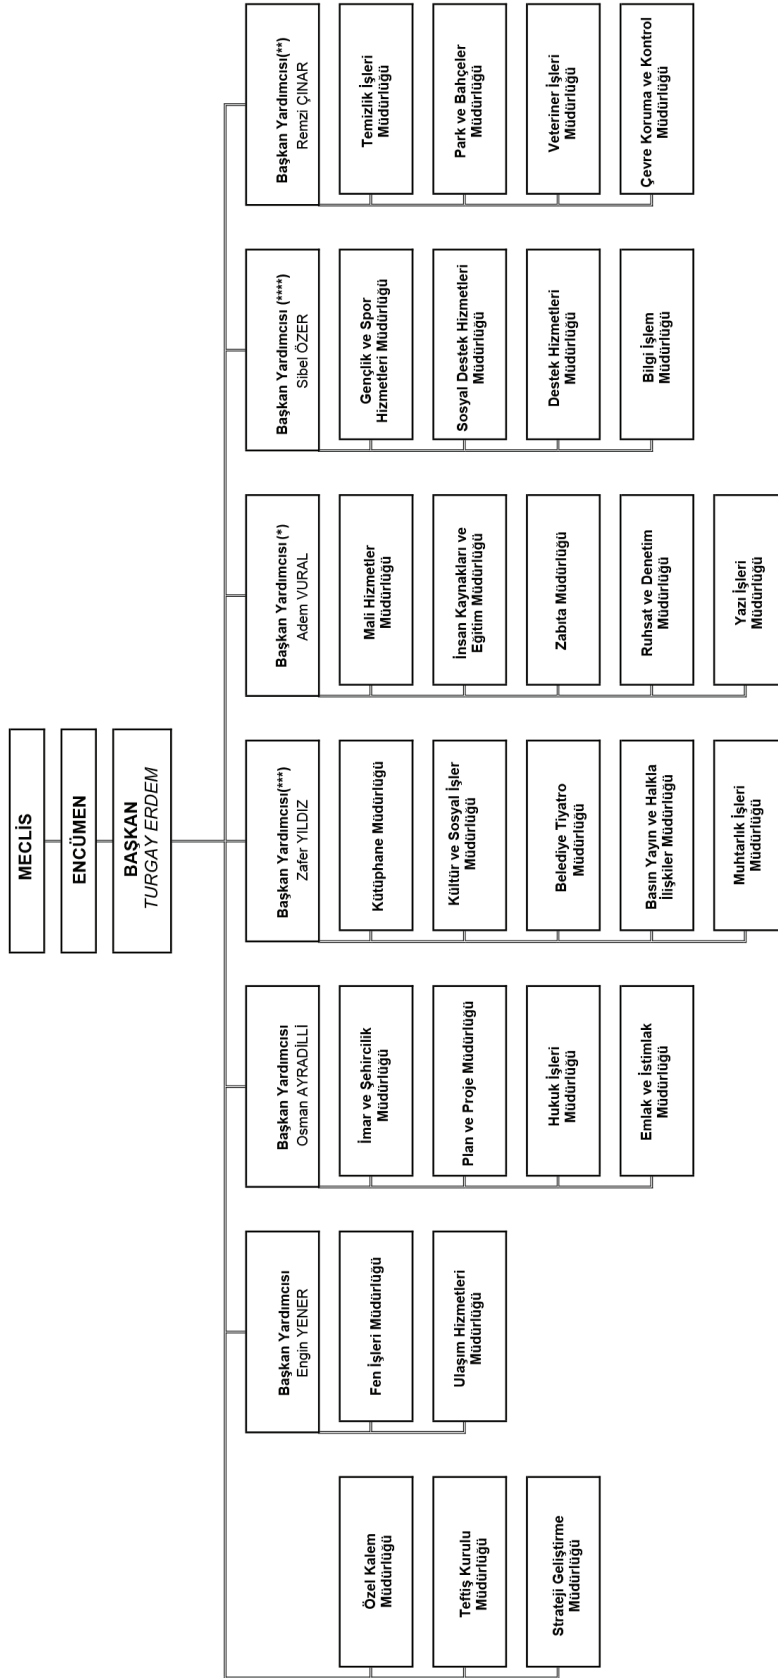 MECLİS
ENCÜMEN
BAŞKAN
TURGAY ERDEM
Özel Kalem
Müdürlüğü
Teftiş Kurulu
Müdürlüğü
Strateji Geliştirme
Müdürlüğü
Başkan Yardımcısı
Engin YENER
Fen İşleri Müdürlüğü
Ulaşım Hizmetleri
Müdürlüğü
Başkan Yardımcısı
Osman AYRADİLLİ
İmar ve Şehircilik
Müdürlüğü
Plan ve Proje Müdürlüğü
Hukuk İşleri
Müdürlüğü
Emlak ve İstimlak
Müdürlüğü
Başkan Yardımcısı(***)
Zafer YILDIZ
Kütüphane Müdürlüğü
Kültür ve Sosyal İşler
Müdürlüğü
Belediye Tiyatro
Müdürlüğü
Basın Yayın ve Halkla
İlişkiler Müdürlüğü
Muhtarlık İşleri
Müdürlüğü
Başkan Yardımcısı (*)
Adem VURAL
Mali Hizmetler
Müdürlüğü
İnsan Kaynakları ve
Eğitim Müdürlüğü
Zabıta Müdürlüğü
Ruhsat ve Denetim
Müdürlüğü
Yazı İşleri
Müdürlüğü
Başkan Yardımcısı (****)
Sibel ÖZER
Gençlik ve Spor
Hizmetleri Müdürlüğü
Sosyal Destek Hizmetleri
Müdürlüğü
Destek Hizmetleri
Müdürlüğü
Bilgi İşlem
Müdürlüğü
Başkan Yardımcısı(**)
Remzi ÇINAR
Temizlik İşleri
Müdürlüğü
Park ve Bahçeler
Müdürlüğü
Veteriner İşleri
Müdürlüğü
Çevre Koruma ve Kontrol
Müdürlüğü